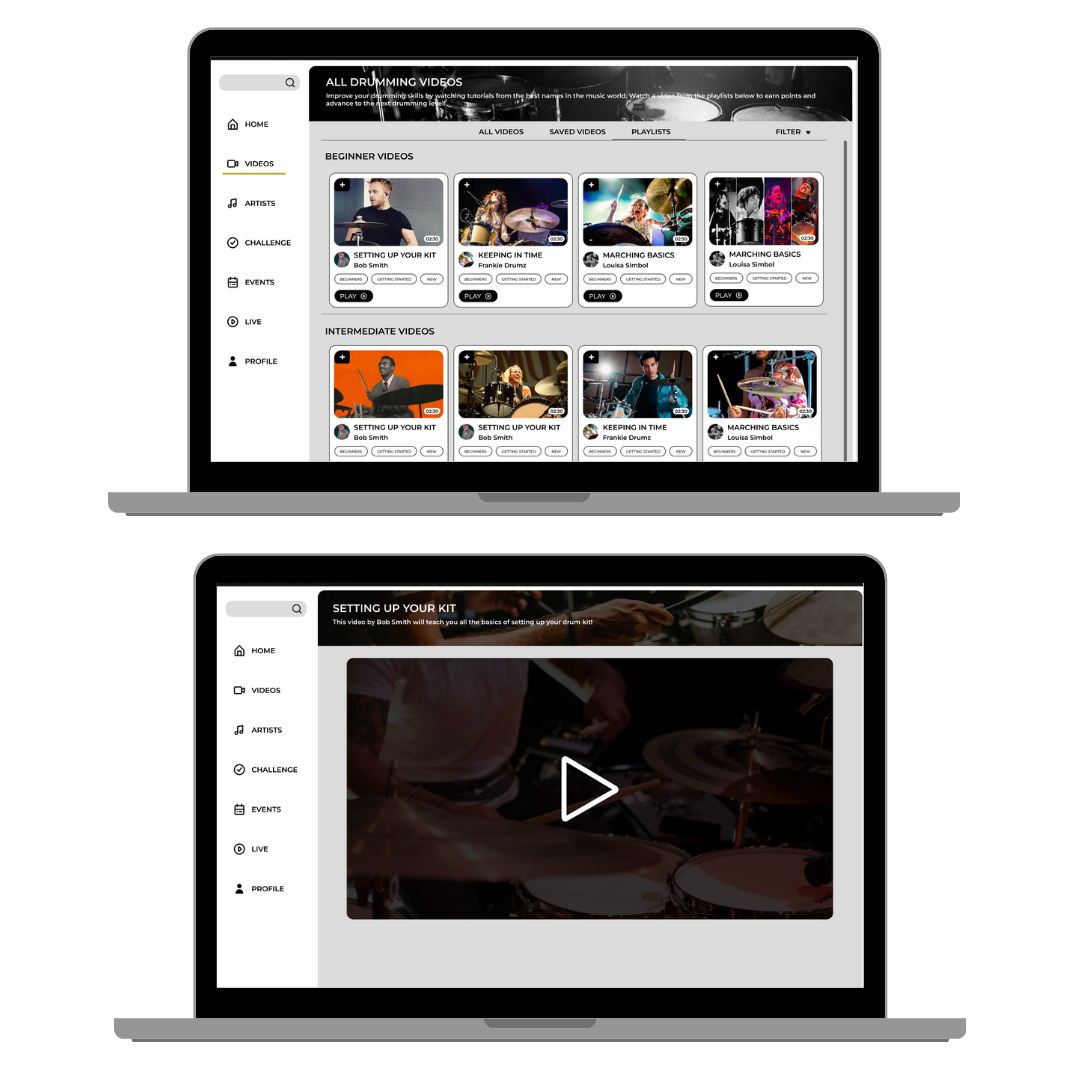 ALL DRUMMING VIDEOS
Improve your drumming skills by watching tutorials from the best names in the music world. Watch a video from the playlists below to earn points and
advance to the next drumming level!
HOME
VIDEOS
ARTISTS
CHALLENGE
EVENTS
LIVE
PROFILE
ALL VIDEOS SAVED VIDEOS PLAYLISTS FILTER
BEGINNER VIDEOS
02:30 02:30 02:30 02:30
SETTING UP YOUR KIT KEEPING IN TIME MARCHING BASICS MARCHING BASICS
Bob Smith Frankie Drumz Louisa Simbol Louisa Simbol
BEGINNERS GETTING STARTED NEW BEGINNERS GETTING STARTED NEW BEGINNERS GETTING STARTED NEW BEGINNERS GETTING STARTED NEW
PLAY PLAY PLAY PLAY
INTERMEDIATE VIDEOS
02:30 02:30 02:30 02:30
SETTING UP YOUR KIT SETTING UP YOUR KIT KEEPING IN TIME MARCHING BASICS
Bob Smith Bob Smith Frankie Drumz Louisa Simbol
BEGINNERS GETTING STARTED NEW BEGINNERS GETTING STARTED NEW BEGINNERS GETTING STARTED NEW BEGINNERS GETTING STARTED NEW
SETTING UP YOUR KIT
This video by Bob Smith will teach you all the basics of setting up your drum kit!
HOME
VIDEOS
ARTISTS
CHALLENGE
EVENTS
LIVE
PROFILE